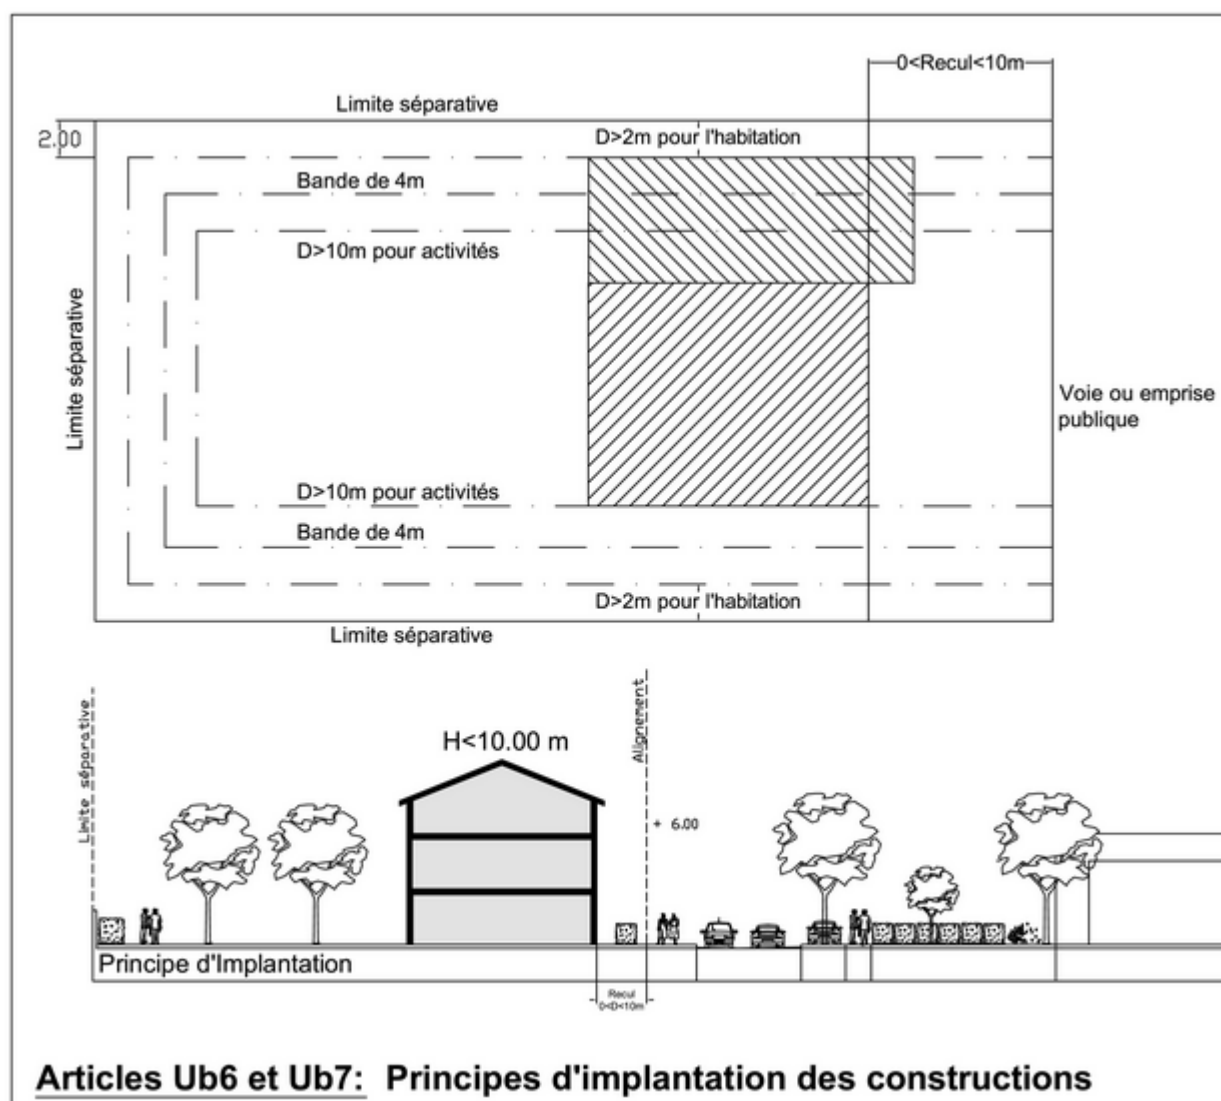 0<Recul<10m
Limite séparative
2.00
D>2m pour l'habitation
Bande de 4m
D>10m pour activités
Limite séparative
Voie ou emprise
publique
D>10m pour activités
Bande de 4m
D>2m pour l'habitation
Limite séparative
Limite séparative
Alignement
H<10.00 m
+ 6.00
Principe d'Implantation
Recul
0<D<10m
Articles Ub6 et Ub7: Principes d'implantation des constructions